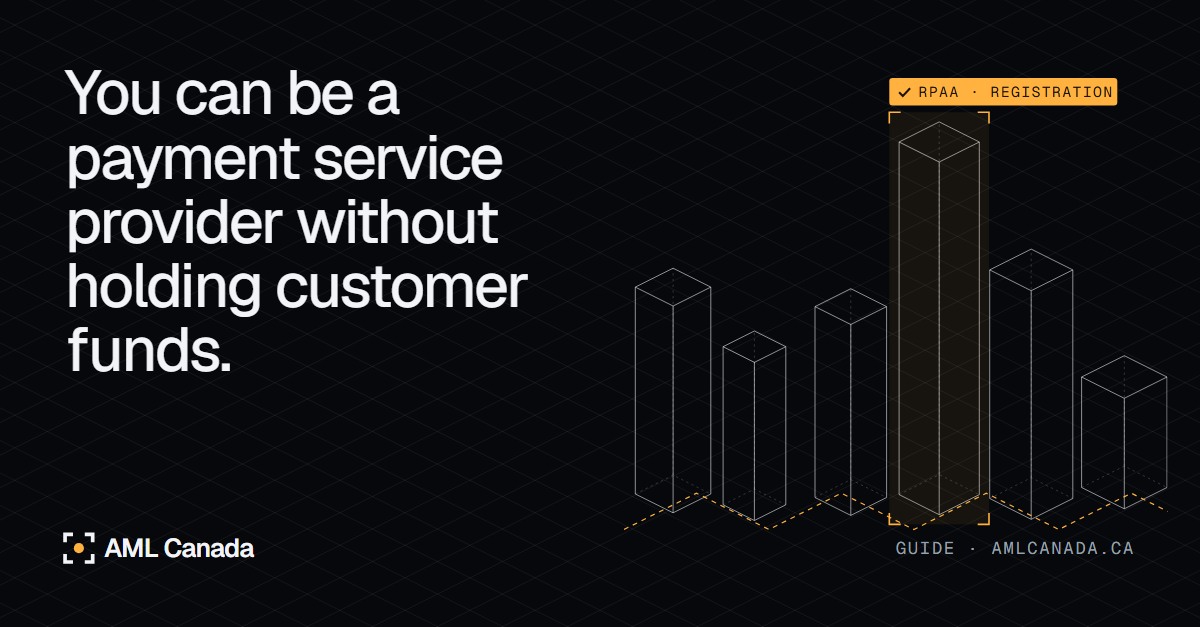 You can be a
payment service
provider without
holding customer
funds.
RPAA · REGISTRATION
AML Canada
GUIDE · AMLCANADA.CA